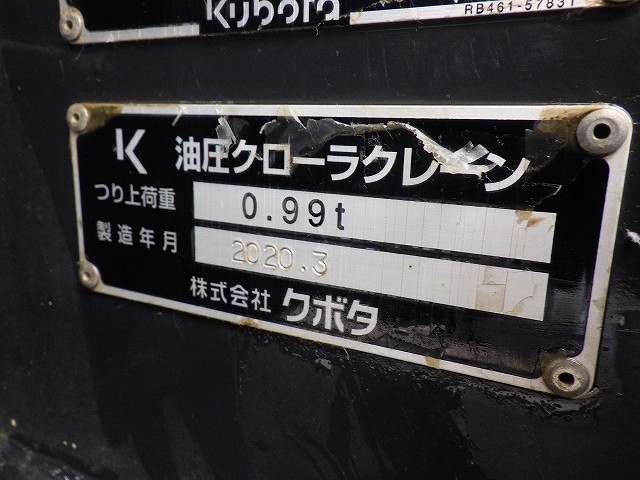 Kubota
RB461-57831
K 油圧クローラクレーン
つり上荷重 0.99t
製造年月 2020.3
株式会社 クボタ